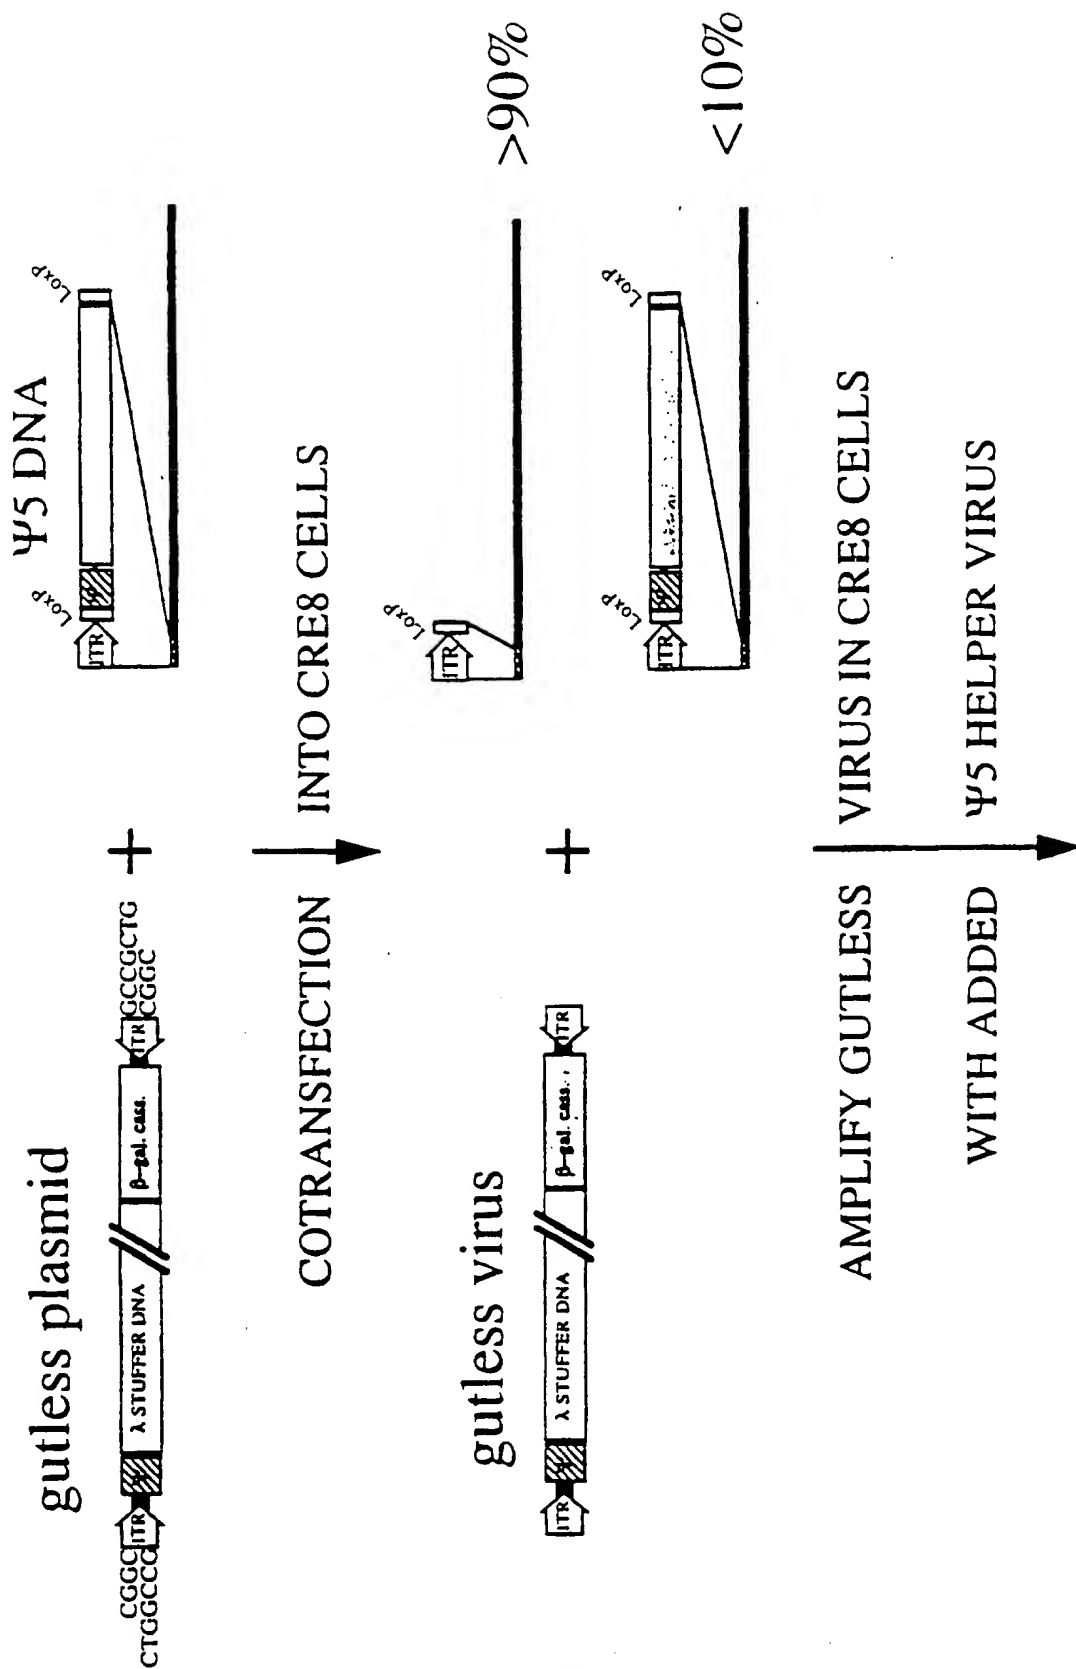 gutless plasmid
Ψ5 DNA
CGGC
CTGGCCG
ITR
λ STUFFER DNA
β-gal. cass.
ITR
GCCGCTG
CGGC
+
ITR
LoxP
LoxP
COTRANSFECTION INTO CRE8 CELLS
gutless virus
ITR
λ STUFFER DNA
β-gal. cass.
ITR
+
ITR
LoxP
>90%
ITR
LoxP
LoxP
<10%
AMPLIFY GUTLESS VIRUS IN CRE8 CELLS
WITH ADDED Ψ5 HELPER VIRUS